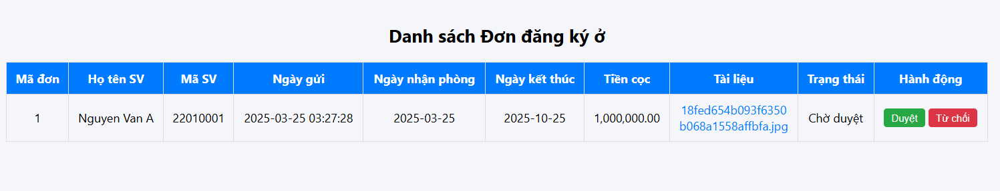 Danh sách Đơn đăng ký ở
Mã đơn Họ tên SV Mã SV Ngày gửi Ngày nhận phòng Ngày kết thúc Tiền cọc Tài liệu Trạng thái Hành động
1 Nguyen Van A 22010001 2025-03-25 03:27:28 2025-03-25 2025-10-25 1,000,000.00 18fed654b093f6350 Chờ duyệt Duyệt Từ chối
b068a1558affbfa.jpg